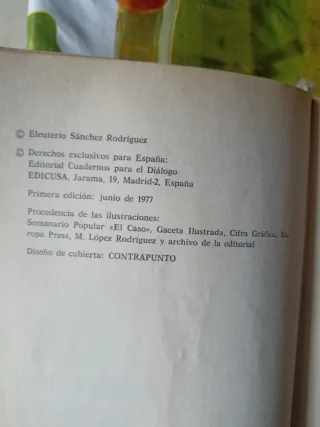 © Eleuterio Sánchez Rodríguez
© Derechos exclusivos para España:
Editorial Cuadernos para el Diálogo
EDICUSA. Jarama, 19, Madrid-2, España
Primera edición: junio de 1977
Procedencia de las ilustraciones:
Semanario Popular «El Caso», Gaceta Ilustrada, Cifra Gráfica, Eu-
ropa Press, M. López Rodríguez y archivo de la editorial
Diseño de cubierta: CONTRAPUNTO